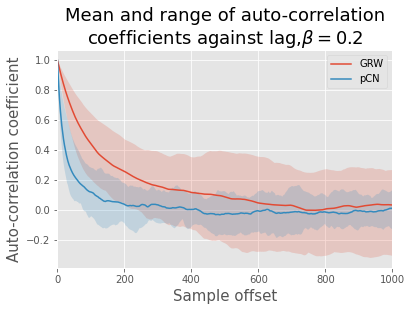 Mean and range of auto-correlation
coefficients against lag,β = 0.2
GRW
pCN
Auto-correlation coefficient
1.0
0.8
0.6
0.4
0.2
0.0
−0.2
0
200
400
600
800
1000
Sample offset